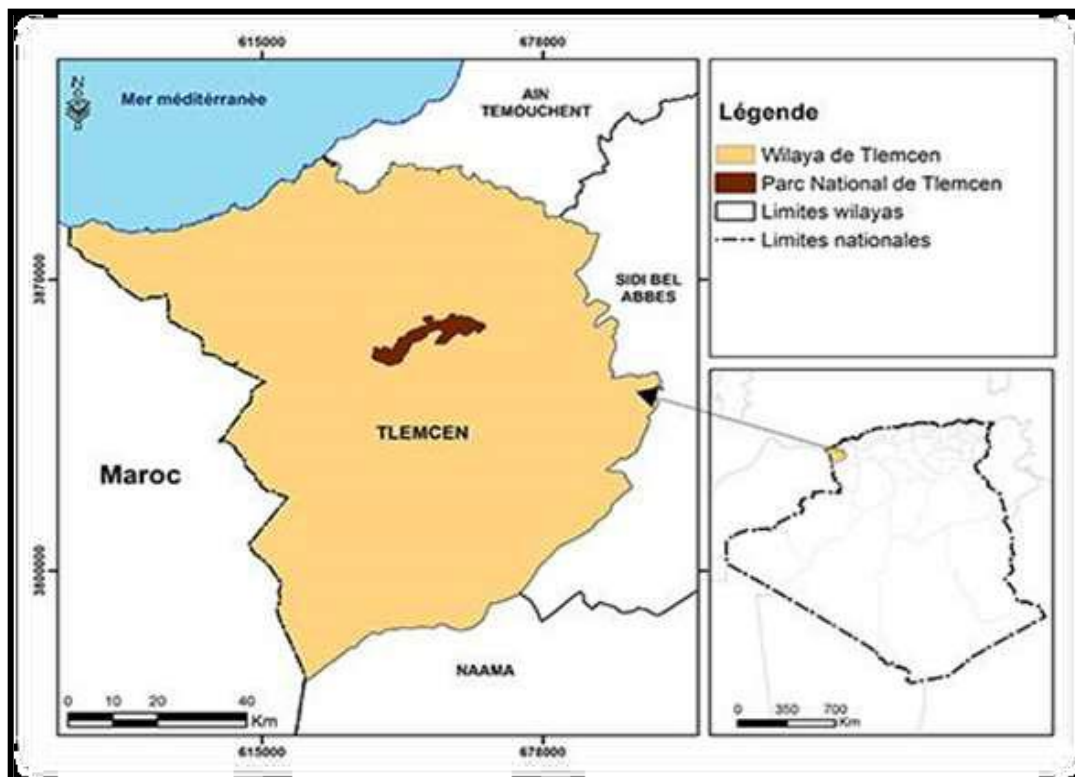 615000
678000
Mer méditérranèe
AIN
TEMOUCHENT
SIDI BEL
ABBES
3870000
TLEMCEN
Maroc
3800000
NAAMA
0 10 20 40
Km
615000
678000
Légende
Wilaya de Tlemcen
Parc National de Tlemcen
Limites wilayas
Limites nationales
0 350 700
Km